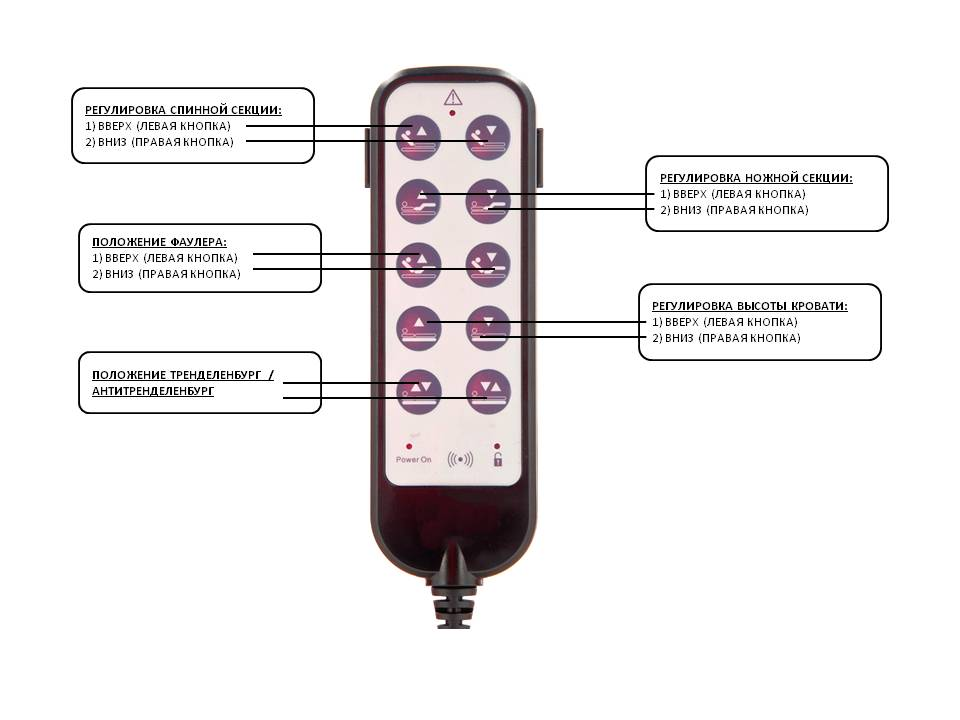 РЕГУЛИРОВКА СПИННОЙ СЕКЦИИ:
1) ВВЕРХ (ЛЕВАЯ КНОПКА)
2) ВНИЗ (ПРАВАЯ КНОПКА)
РЕГУЛИРОВКА НОЖНОЙ СЕКЦИИ:
1) ВВЕРХ (ЛЕВАЯ КНОПКА)
2) ВНИЗ (ПРАВАЯ КНОПКА)
ПОЛОЖЕНИЕ ФАУЛЕРА:
1) ВВЕРХ (ЛЕВАЯ КНОПКА)
2) ВНИЗ (ПРАВАЯ КНОПКА)
РЕГУЛИРОВКА ВЫСОТЫ КРОВАТИ:
1) ВВЕРХ (ЛЕВАЯ КНОПКА)
2) ВНИЗ (ПРАВАЯ КНОПКА)
ПОЛОЖЕНИЕ ТРЕНДЕЛЕНБУРГ /
АНТИТРЕНДЕЛЕНБУРГ
Power On